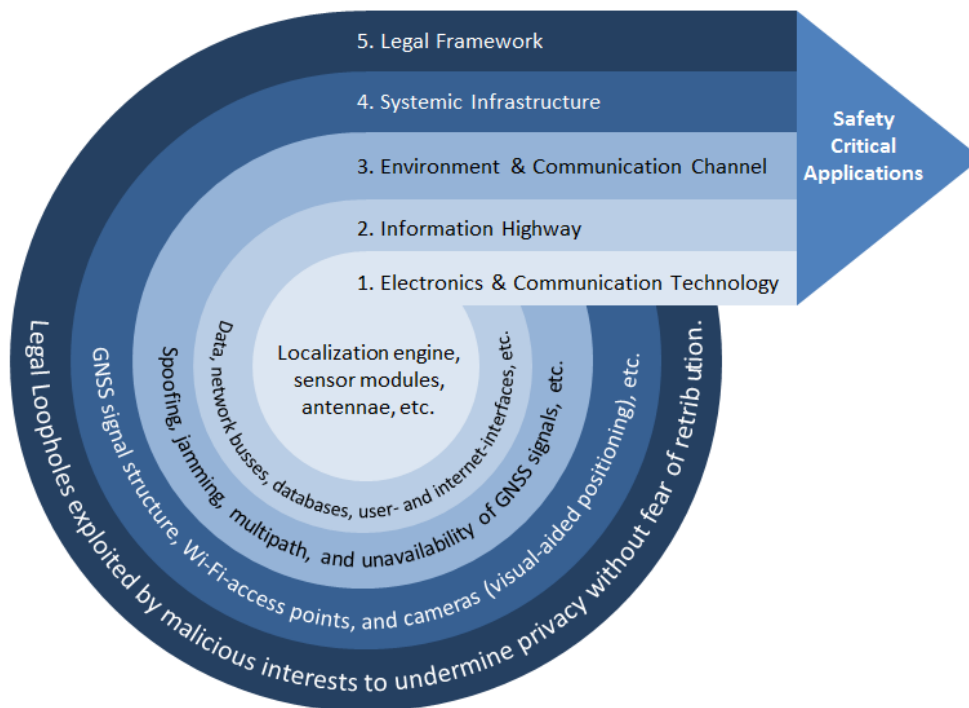 5. Legal Framework
4. Systemic Infrastructure
3. Environment & Communication Channel
2. Information Highway
1. Electronics & Communication Technology
Safety
Critical
Applications
Localization engine,
sensor modules,
antennae, etc.
Data, network busses, databases, user- and internet-interfaces, etc.
Spoofing, jamming, multipath, and unavailability of GNSS signals, etc.
GNSS signal structure, Wi-Fi-access points, and cameras (visual-aided positioning), etc.
Legal Loopholes exploited by malicious interests to undermine privacy without fear of retribution.